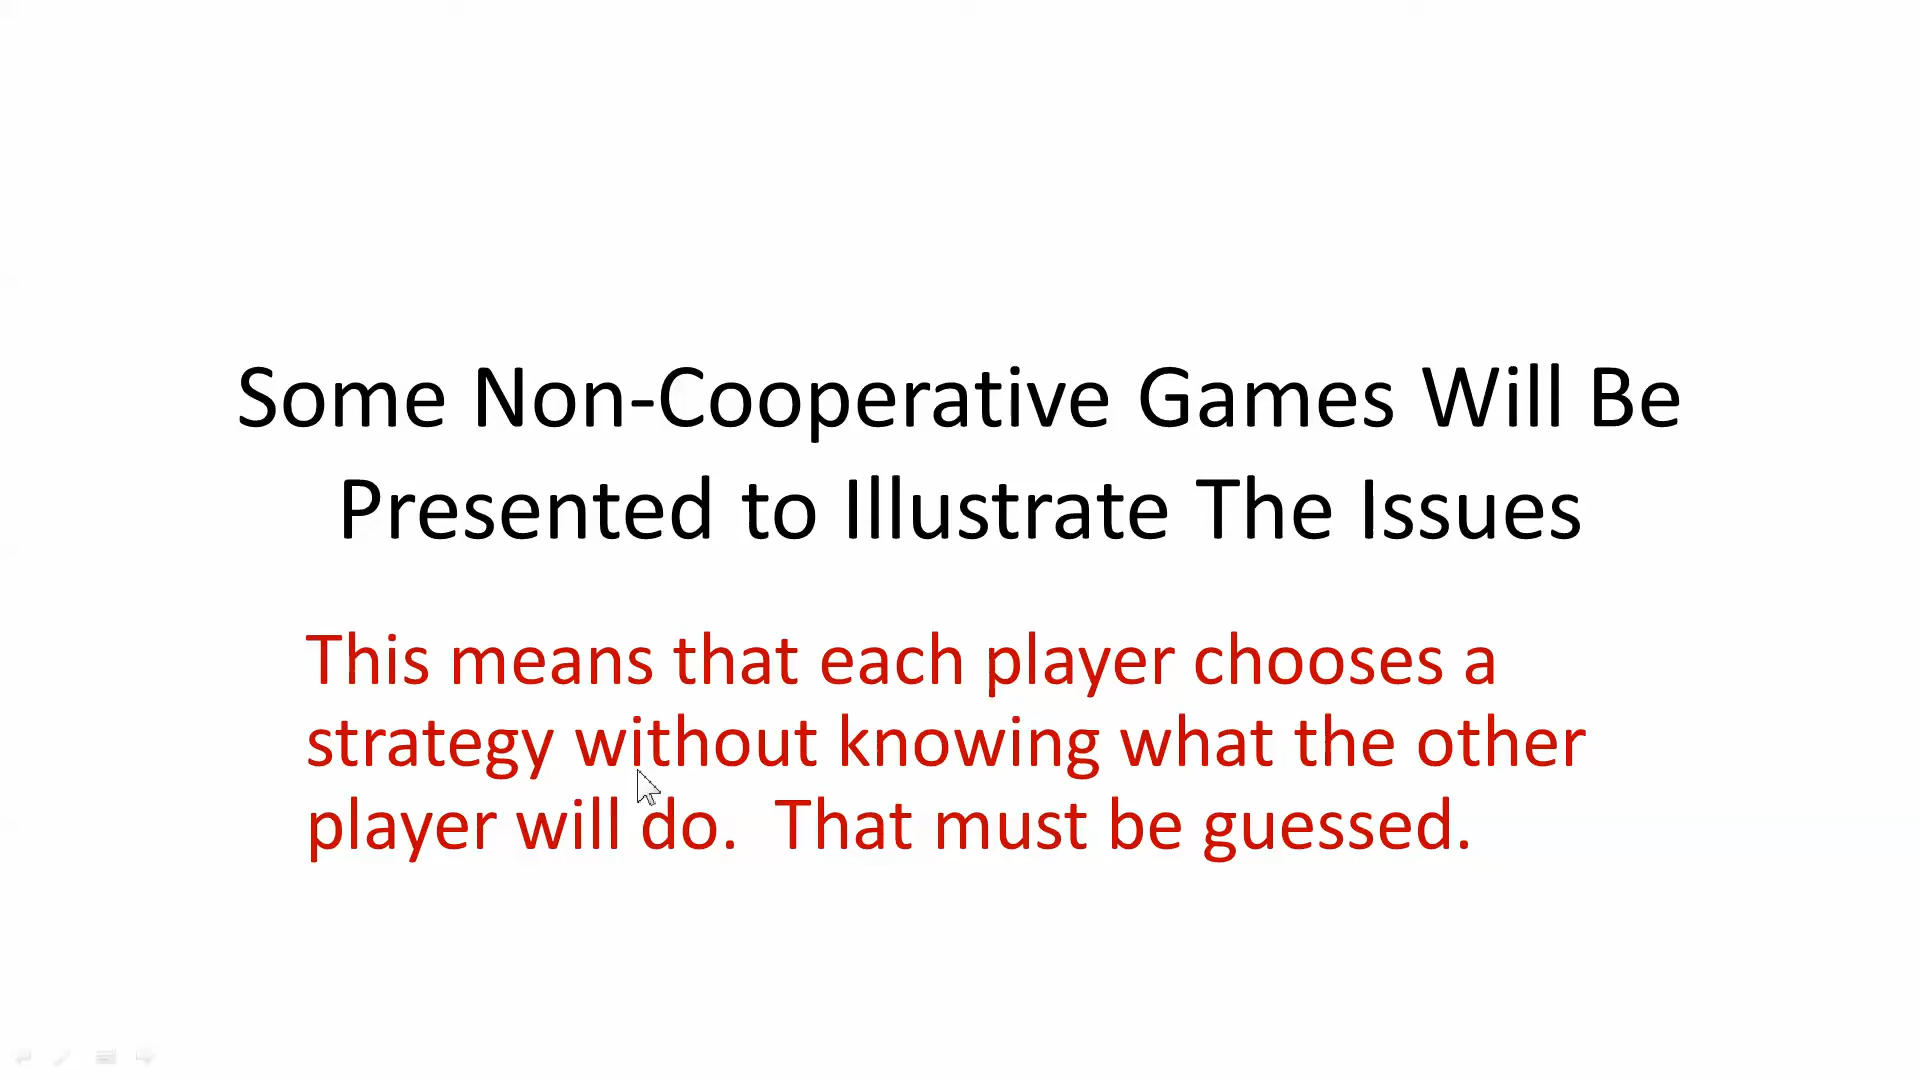 Some Non-Cooperative Games Will Be
Presented to Illustrate The Issues
This means that each player chooses a
strategy without knowing what the other
player will do.  That must be guessed.